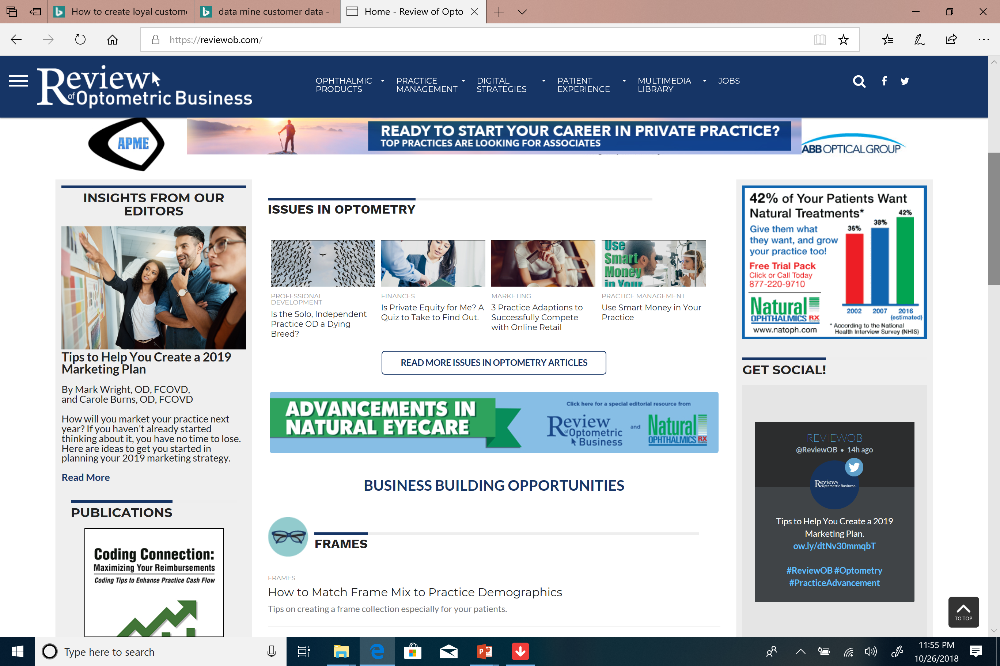 How to create loyal custome
data mine customer data -
Home - Review of Opto
https://reviewob.com/
Review
of Optometric Business
OPHTHALMIC
PRODUCTS
PRACTICE
MANAGEMENT
DIGITAL
STRATEGIES
PATIENT
EXPERIENCE
MULTIMEDIA
LIBRARY
JOBS
APME
READY TO START YOUR CAREER IN PRIVATE PRACTICE?
TOP PRACTICES ARE LOOKING FOR ASSOCIATES
ABB OPTICAL GROUP
INSIGHTS FROM OUR
EDITORS
Tips to Help You Create a 2019
Marketing Plan
By Mark Wright, OD, FCOVD,
and Carole Burns, OD, FCOVD
How will you market your practice next
year? If you haven’t already started
thinking about it, you have no time to lose.
Here are ideas to get you started in
planning your 2019 marketing strategy.
Read More
PUBLICATIONS
Coding Connection:
Maximizing Your Reimbursements
Coding Tips to Enhance Practice Cash Flow
ISSUES IN OPTOMETRY
PROFESSIONAL
DEVELOPMENT
Is the Solo, Independent
Practice OD a Dying
Breed?
FINANCES
Is Private Equity for Me? A
Quiz to Take to Find Out.
MARKETING
3 Practice Adaptions to
Successfully Compete
with Online Retail
Use
Smart
Money
in Your
PRACTICE MANAGEMENT
Use Smart Money in Your
Practice
READ MORE ISSUES IN OPTOMETRY ARTICLES
ADVANCEMENTS IN
NATURAL EYECARE
Click here for a special editorial resource from
Review
of Optometric
Business
and
Natural
OPHTHALMICS RX
Quality
BUSINESS BUILDING OPPORTUNITIES
FRAMES
FRAMES
How to Match Frame Mix to Practice Demographics
Tips on creating a frame collection especially for your patients.
42% of Your Patients Want
Natural Treatments*
Give them what
they want, and grow
your practice too!
Free Trial Pack
Click or Call Today
877-220-9710
Natural
OPHTHALMICS RX
www.natoph.com
36%
38%
42%
2002
2007
2016
(estimated)
* According to the National
Health Interview Survey (NHIS)
GET SOCIAL!
REVIEWOB
@ReviewOB • 14h ago
Review
of Optometric Business
Tips to Help You Create a 2019
Marketing Plan.
ow.ly/dtNv30mmqbT
#ReviewOB #Optometry
#PracticeAdvancement
TO TOP
Type here to search
11:55 PM
10/26/2018